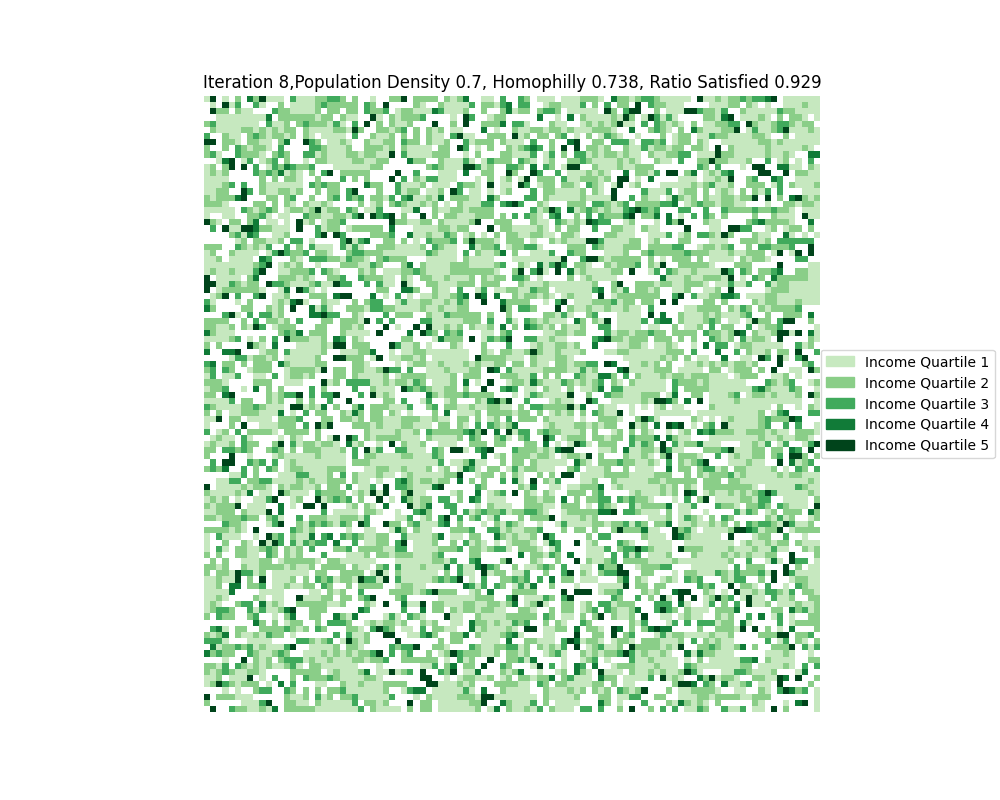 Iteration 8,Population Density 0.7, Homophilly 0.738, Ratio Satisfied 0.929
Income Quartile 1
Income Quartile 2
Income Quartile 3
Income Quartile 4
Income Quartile 5